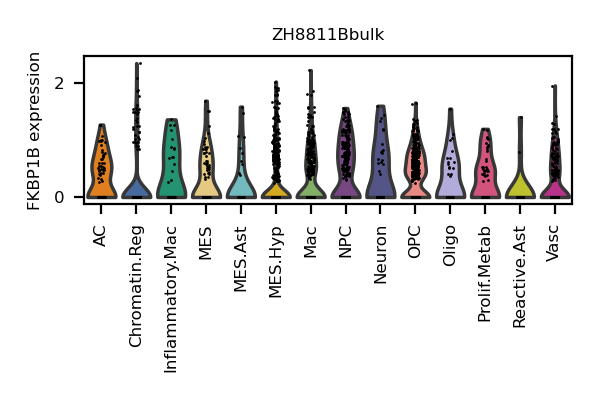 ZH8811Bbulk
FKBP1B expression
2
0
AC
Chromatin.Reg
Inflammatory.Mac
MES
MES.Ast
MES.Hyp
Mac
NPC
Neuron
OPC
Oligo
Prolif.Metab
Reactive.Ast
Vasc